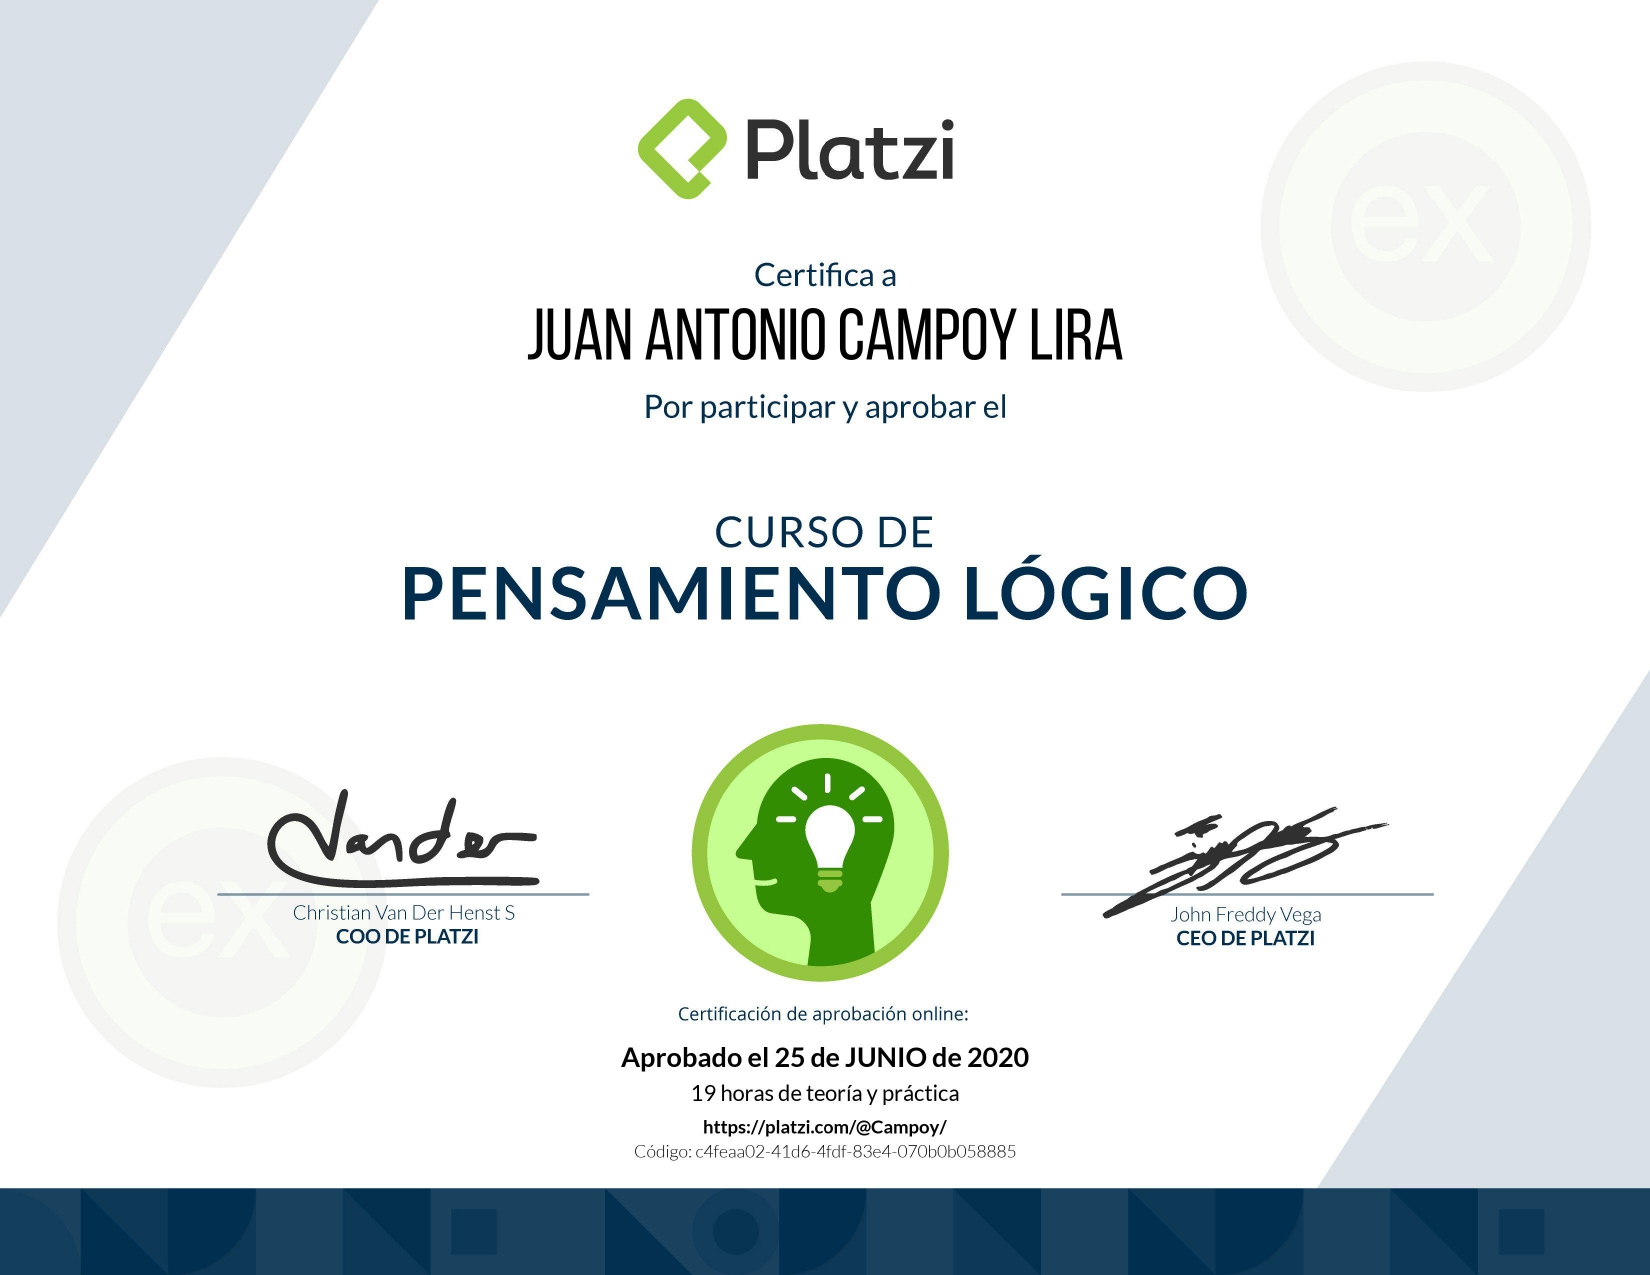 Platzi
ex
Certifica a
JUAN ANTONIO CAMPOY LIRA
Por participar y aprobar el
CURSO DE
PENSAMIENTO LÓGICO
Vander
ex
Christian Van Der Henst S
COO DE PLATZI
John Freddy Vega
CEO DE PLATZI
Certificación de aprobación online:
Aprobado el 25 de JUNIO de 2020
19 horas de teoría y práctica
https://platzi.com/@Campoy/
Código: c4feaa02-41d6-4fdf-83e4-070b0b058885